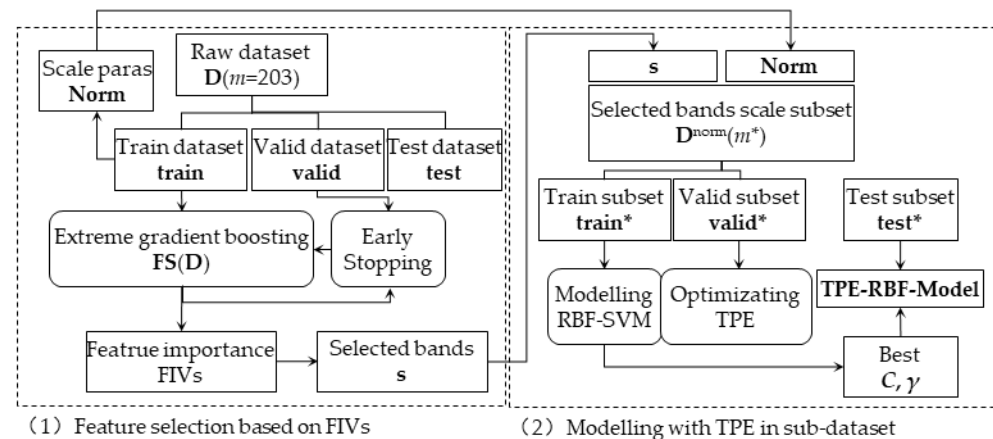 Scale paras
Norm
Raw dataset
D(m=203)
Train dataset
train
Valid dataset
valid
Test dataset
test
Extreme gradient boosting
FS(D)
Early
Stopping
Featrue importance
FIVs
Selected bands
s
(1) Feature selection based on FIVs
s
Norm
Selected bands scale subset
D^norm(m*)
Train subset
train*
Valid subset
valid*
Test subset
test*
Modelling
RBF-SVM
Optimizating
TPE
TPE-RBF-Model
Best
C, γ
(2) Modelling with TPE in sub-dataset